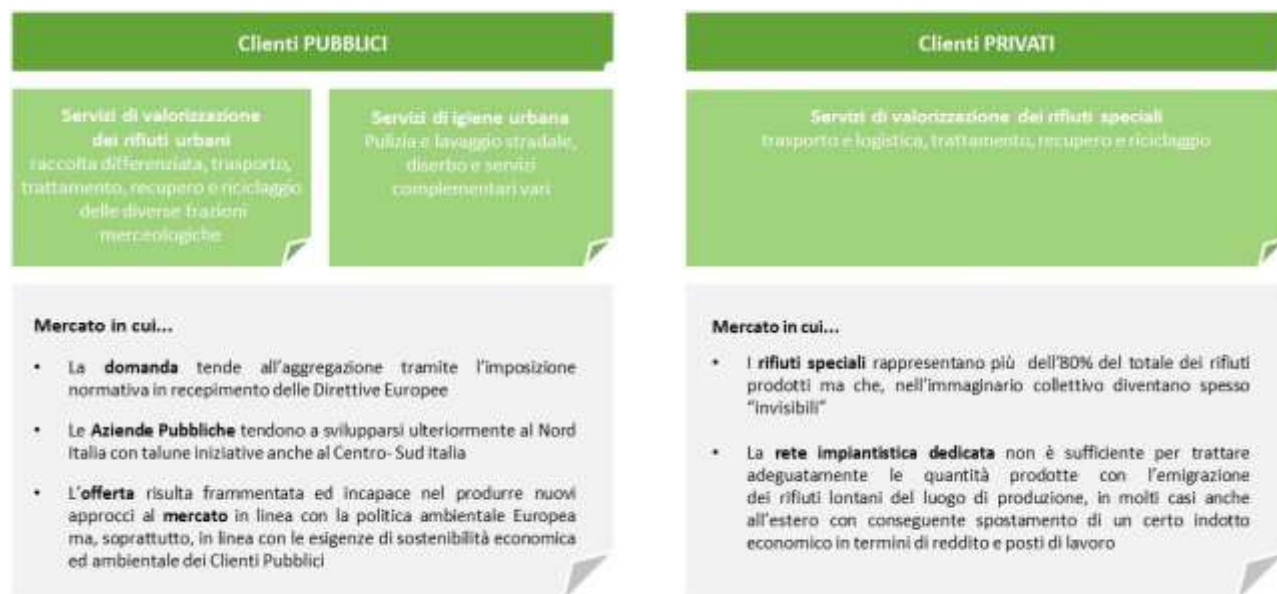 Clienti PUBBLICI
Servizi di valorizzazione
dei rifiuti urbani
raccolta differenziata, trasporto,
trattamento, recupero e riciclaggio
delle diverse frazioni
merceologiche
Servizi di igiene urbana
Pulizia e lavaggio stradale,
diserbo e servizi
complementari vari
Mercato in cui...
• La domanda tende all'aggregazione tramite l'imposizione
normativa in recepimento delle Direttive Europee
• Le Aziende Pubbliche tendono a svilupparsi ulteriormente al Nord
Italia con talune iniziative anche al Centro- Sud Italia
• L'offerta risulta frammentata ed incapace nel produrre nuovi
approcci al mercato in linea con la politica ambientale Europea
ma, soprattutto, in linea con le esigenze di sostenibilità economica
ed ambientale dei Clienti Pubblici
Clienti PRIVATI
Servizi di valorizzazione dei rifiuti speciali
trasporto e logistica, trattamento, recupero e riciclaggio
Mercato in cui...
• I rifiuti speciali rappresentano più dell'80% del totale dei rifiuti
prodotti ma che, nell'immaginario collettivo diventano spesso
"invisibili"
• La rete impiantistica dedicata non è sufficiente per trattare
adeguatamente le quantità prodotte con l'emigrazione
dei rifiuti lontani del luogo di produzione, in molti casi anche
all'estero con conseguente spostamento di un certo indotto
economico in termini di reddito e posti di lavoro